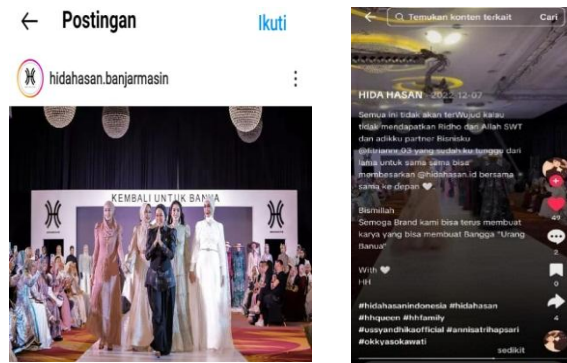 Postingan
Ikuti
hidahasan.banjarmasin
KEMBALI UNTUK BANUA
Temukan konten terkait
Cari
HIDA HASAN · 2022-12-07
Semua ini tidak akan terWujud kalau
tidak mendapatkan Ridho dari Allah SWT
dan adikku partner Bisnisku
@fitrianni_03 yang sudah ku tunggu dari
lama untuk sama sama bisa
membesarkan @hidahasan.id bersama
sama ke depan 🤍.
Bismillah
Semoga Brand kami bisa terus membuat
karya yang bisa membuat Bangga "Urang
Banua"
With 🤍
HH
#hidahasanindonesia #hidahasan
#hhqueen #hhfamily
#ussyandhikaofficial #annisatrihapsari
#okkyasokawati
sedikit
49
2
0
4